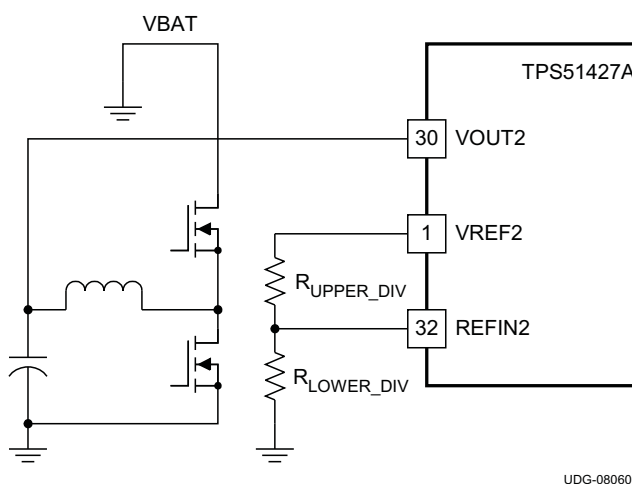 VBAT
TPS51427A
30 VOUT2
1 VREF2
RUPPER_DIV
32 REFIN2
RLOWER_DIV
UDG-08060